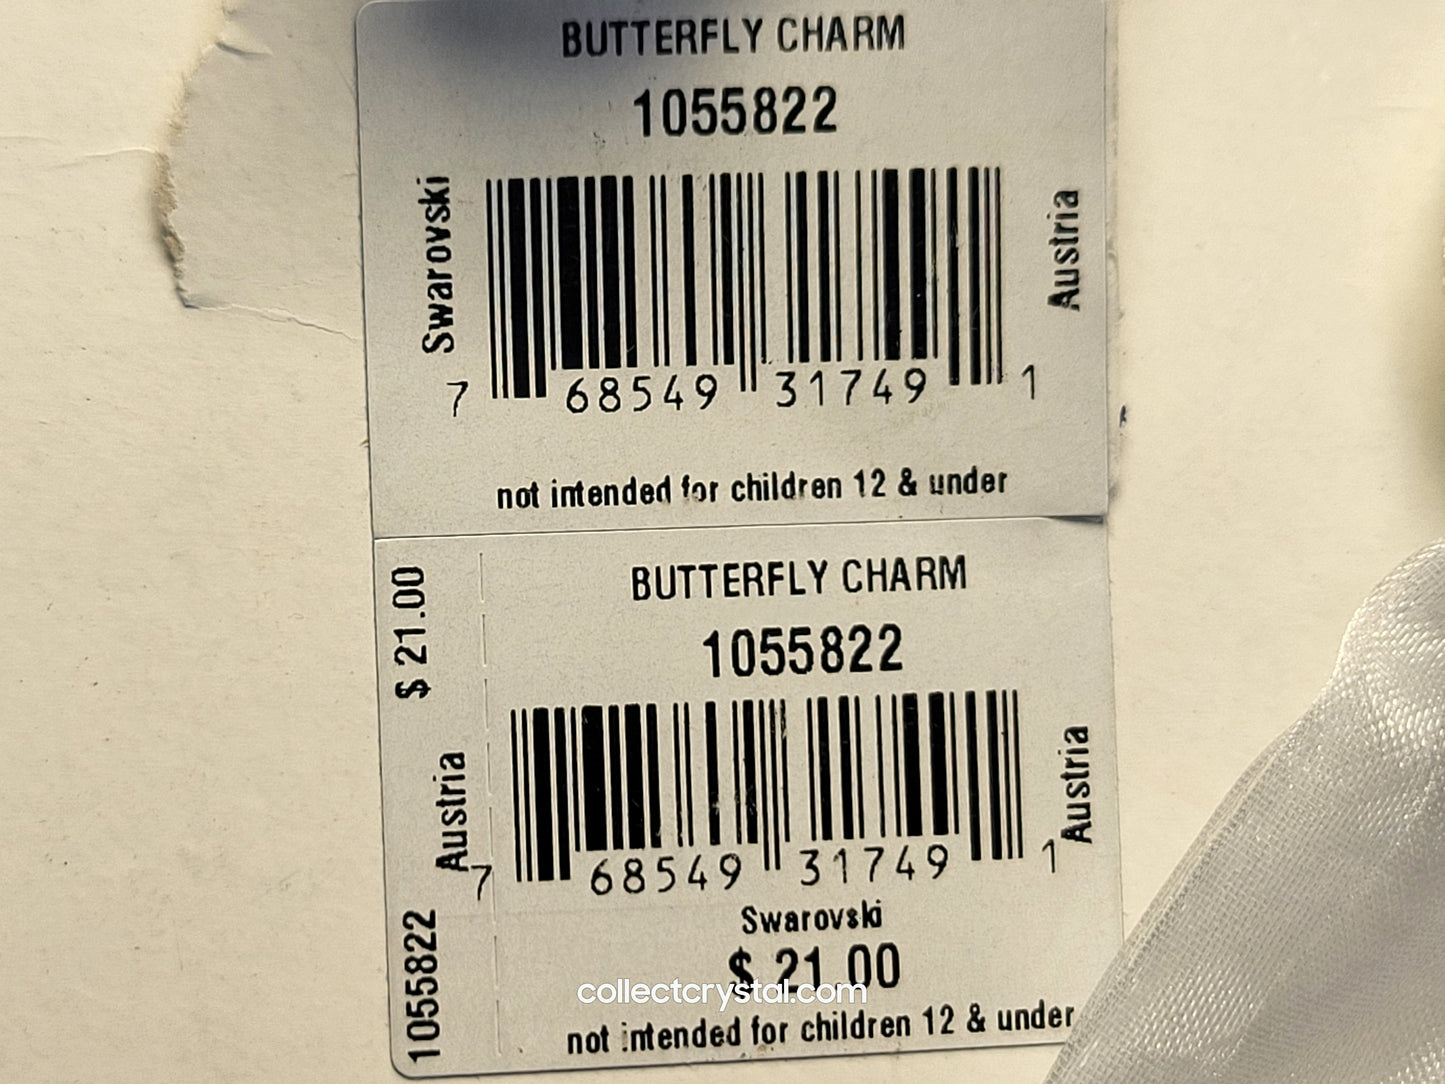 BUTTERFLY CHARM
1055822
Swarovski
Austria
7 68549 31749 1
not intended for children 12 & under
$ 21.00
Austria
1055822
BUTTERFLY CHARM
1055822
Austria
7 68549 31749 1
Swarovski
$ 21.00
collectcrystal.com
not intended for children 12 & under